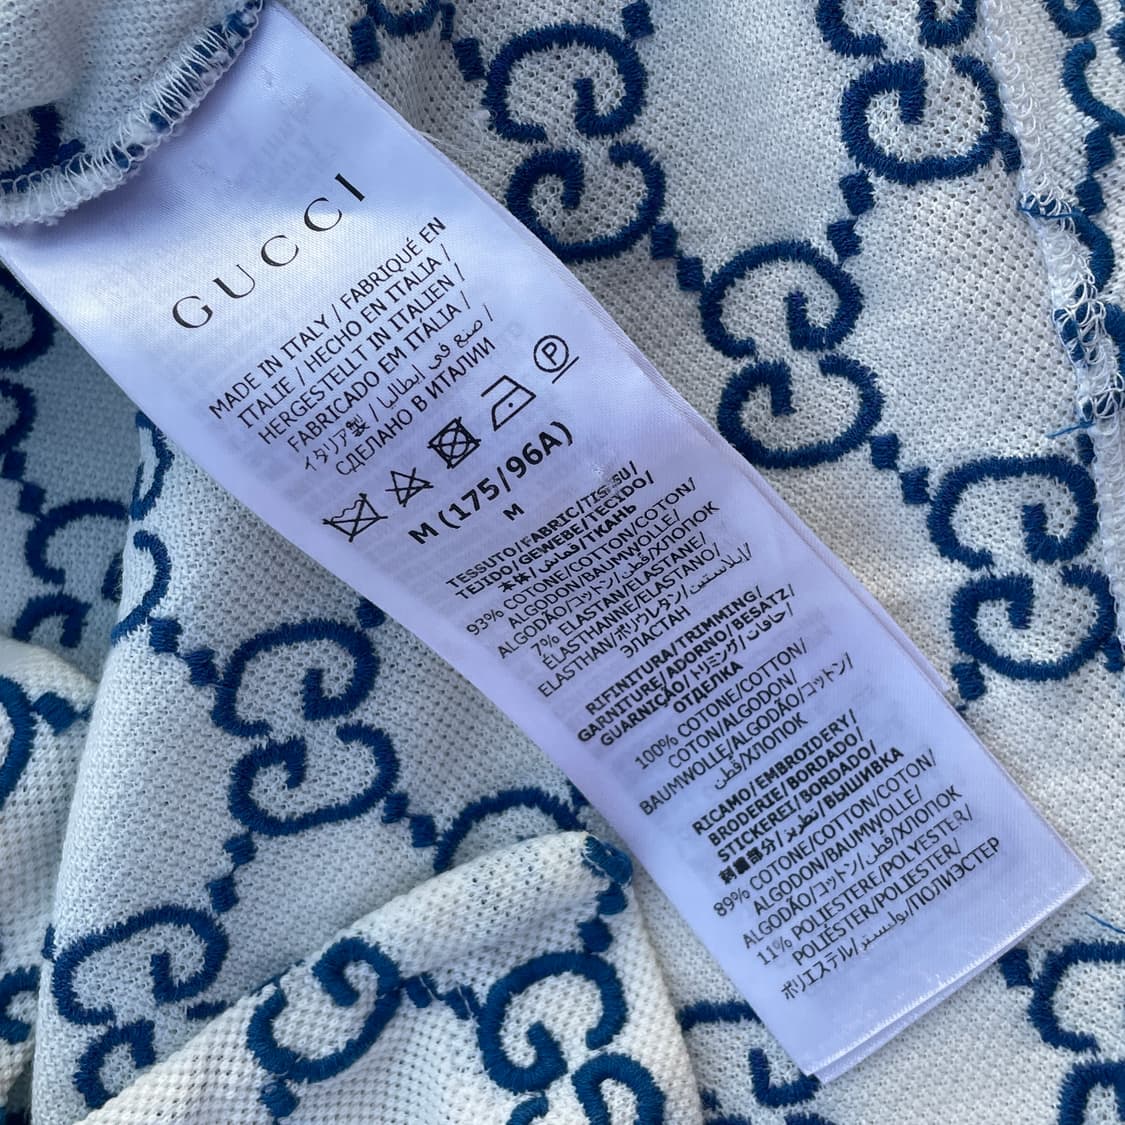 GUCCI
MADE IN ITALY / FABRIQUÉ EN
ITALIE / HECHO EN ITALIA /
HERGESTELLT IN ITALIEN /
FABRICADO EM ITÁLIA /
イタリア製 / صنع في إيطاليا /
СДЕЛАНО В ИТАЛИИ
P
M (175/96A)
M
TESSUTO/FABRIC/TISSU/
TEJIDO/GEWEBE/TECIDO/
本体/قماش/ТКАНЬ
93% COTONE/COTTON/COTON/
ALGODON/BAUMWOLLE/
ALGODÃO/コットン/قطن/ХЛОПОК
7% ELASTAN/ELASTANE/
ÉLASTHANNE/ELASTANO/
ELASTHAN/ポリウレタン/إيلاستين/
ЭЛАСТАН
RIFINITURA/TRIMMING/
GARNITURE/ADORNO/BESATZ/
GUARNIÇÃO/トリミング/حافات/
ОТДЕЛКА
100% COTONE/COTTON/
COTON/ALGODON/
BAUMWOLLE/ALGODÃO/コットン/
قطن/ХЛОПОК
RICAMO/EMBROIDERY/
BRODERIE/BORDADO/
STICKEREI/BORDADO/
刺繍部分/تطريز/ВЫШИВКА
89% COTONE/COTTON/COTON/
ALGODON/BAUMWOLLE/
ALGODÃO/コットン/قطن/ХЛОПОК
11% POLIESTERE/POLYESTER/
POLIÉSTER/POLIESTER/
ポリエステル/بوليستر/ПОЛИЭСТЕР